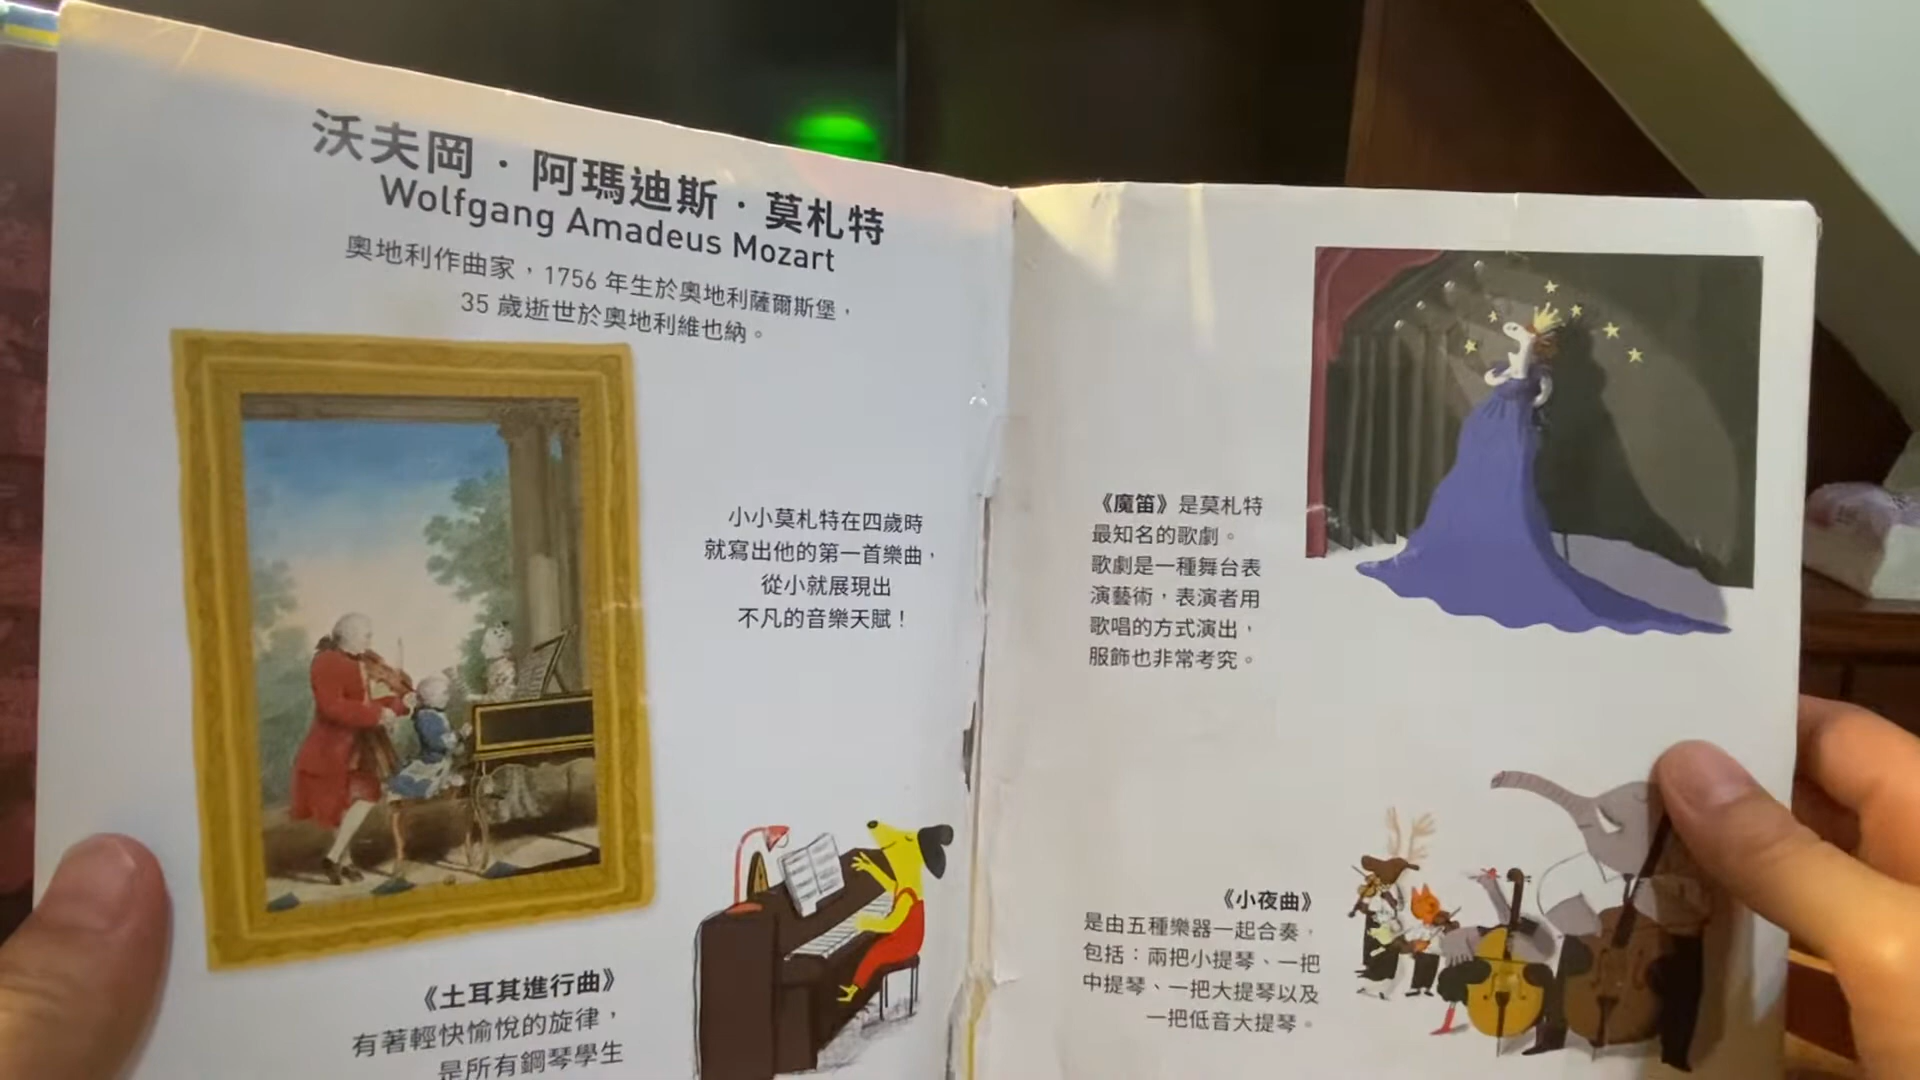 沃夫岡．阿瑪迪斯．莫札特
Wolfgang Amadeus Mozart
奧地利作曲家，1756 年生於奧地利薩爾斯堡，
35 歲逝世於奧地利維也納。
小小莫札特在四歲時
就寫出他的第一首樂曲，
從小就展現出
不凡的音樂天賦！
《土耳其進行曲》
有著輕快愉悅的旋律，
是所有鋼琴學生
《魔笛》是莫札特
最知名的歌劇。
歌劇是一種舞台表
演藝術，表演者用
歌唱的方式演出，
服飾也非常考究。
《小夜曲》
是由五種樂器一起合奏，
包括：兩把小提琴、一把
中提琴、一把大提琴以及
一把低音大提琴。